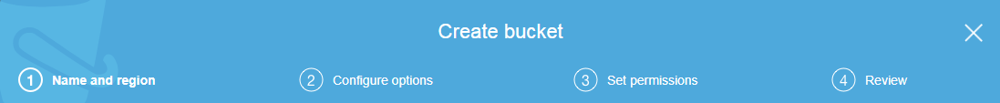 Create bucket
1 Name and region 2 Configure options 3 Set permissions 4 Review